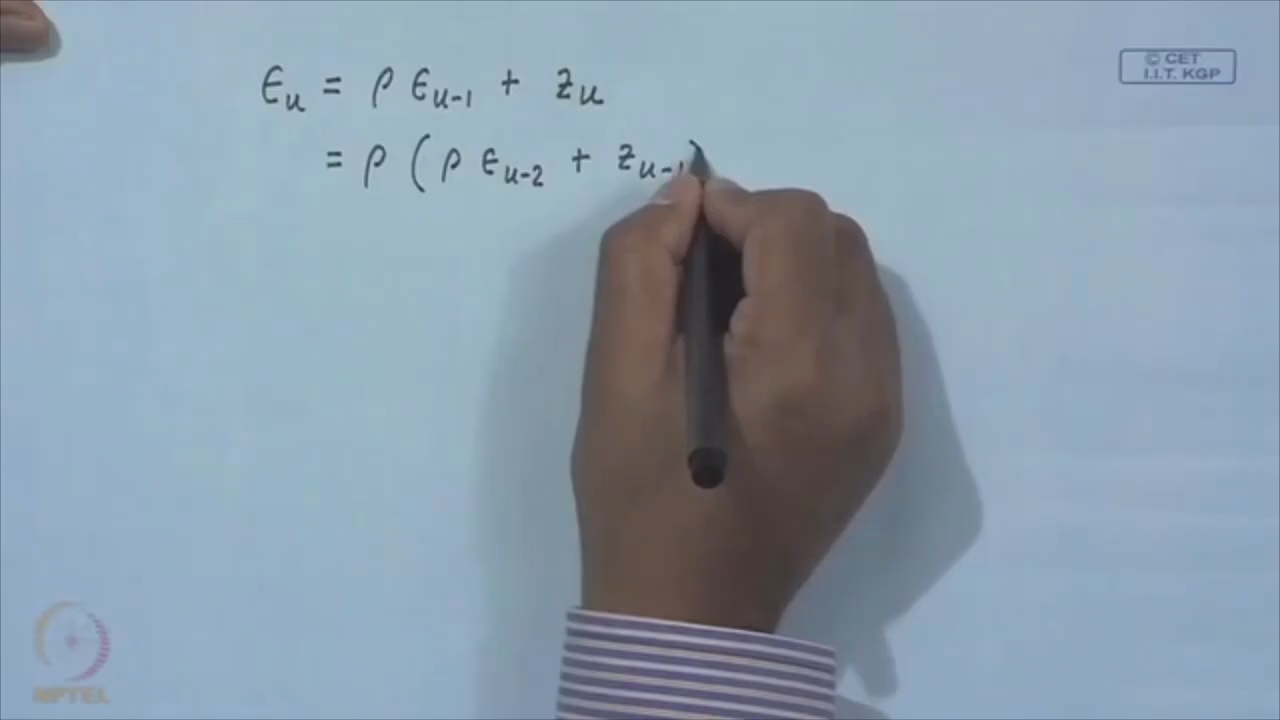 ϵᵤ = ρ ϵᵤ₋₁ + zᵤ
= ρ ( ρ ϵᵤ₋₂ + zᵤ₋₁ )
© CET
I.I.T. KGP
NPTEL